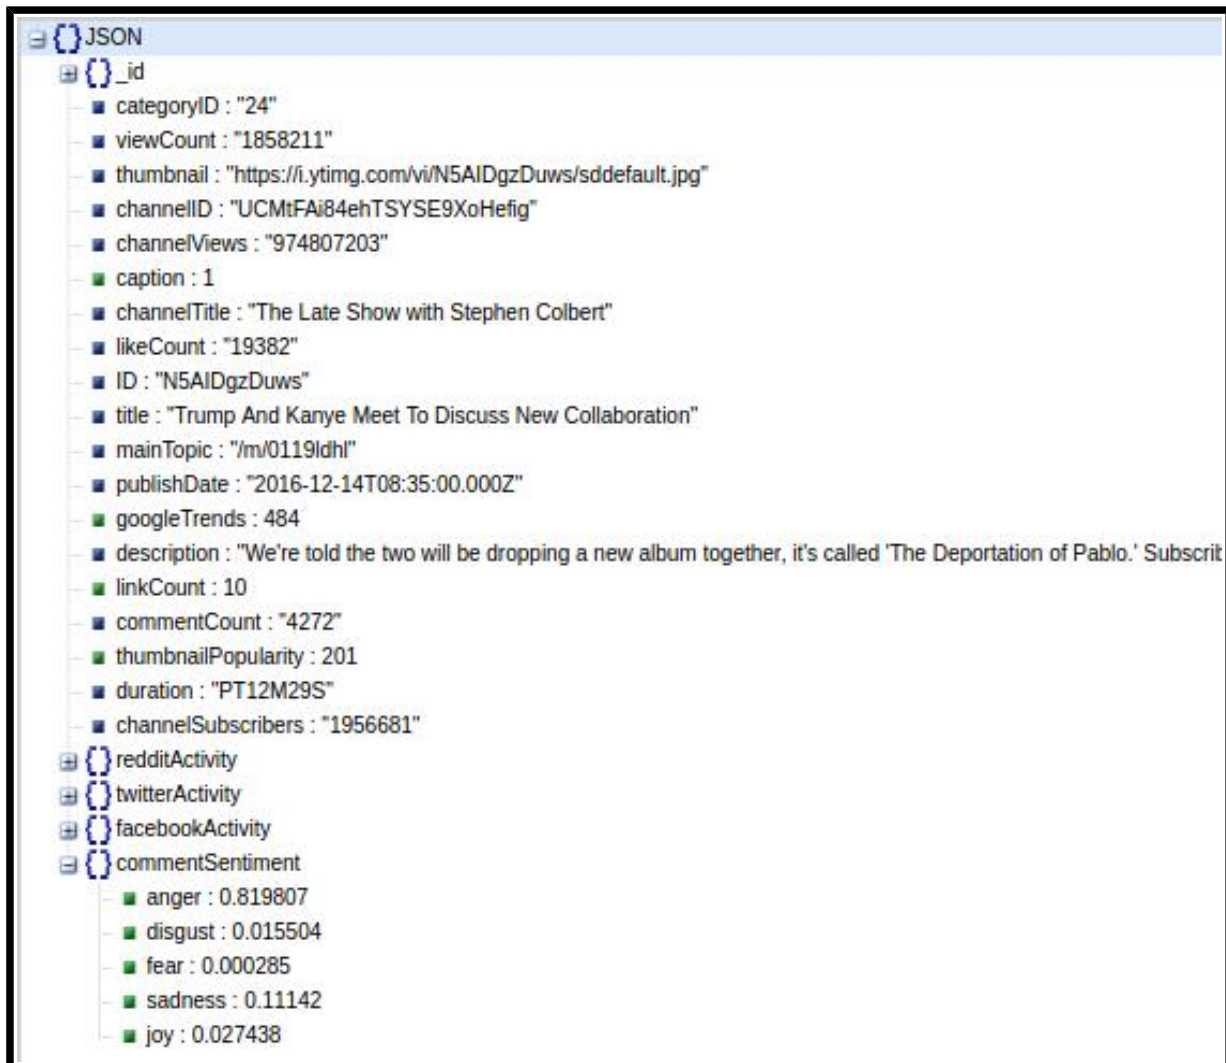 JSON
_id
categoryID : "24"
viewCount : "1858211"
thumbnail : "https://i.ytimg.com/vi/N5AIDgzDuws/sddefault.jpg"
channelID : "UCMtFAi84ehTSYSE9XoHefig"
channelViews : "974807203"
caption : 1
channelTitle : "The Late Show with Stephen Colbert"
likeCount : "19382"
ID : "N5AIDgzDuws"
title : "Trump And Kanye Meet To Discuss New Collaboration"
mainTopic : "/m/0119ldhl"
publishDate : "2016-12-14T08:35:00.000Z"
googleTrends : 484
description : "We're told the two will be dropping a new album together, it's called 'The Deportation of Pablo.' Subscrib
linkCount : 10
commentCount : "4272"
thumbnailPopularity : 201
duration : "PT12M29S"
channelSubscribers : "1956681"
redditActivity
twitterActivity
facebookActivity
commentSentiment
anger : 0.819807
disgust : 0.015504
fear : 0.000285
sadness : 0.11142
joy : 0.027438